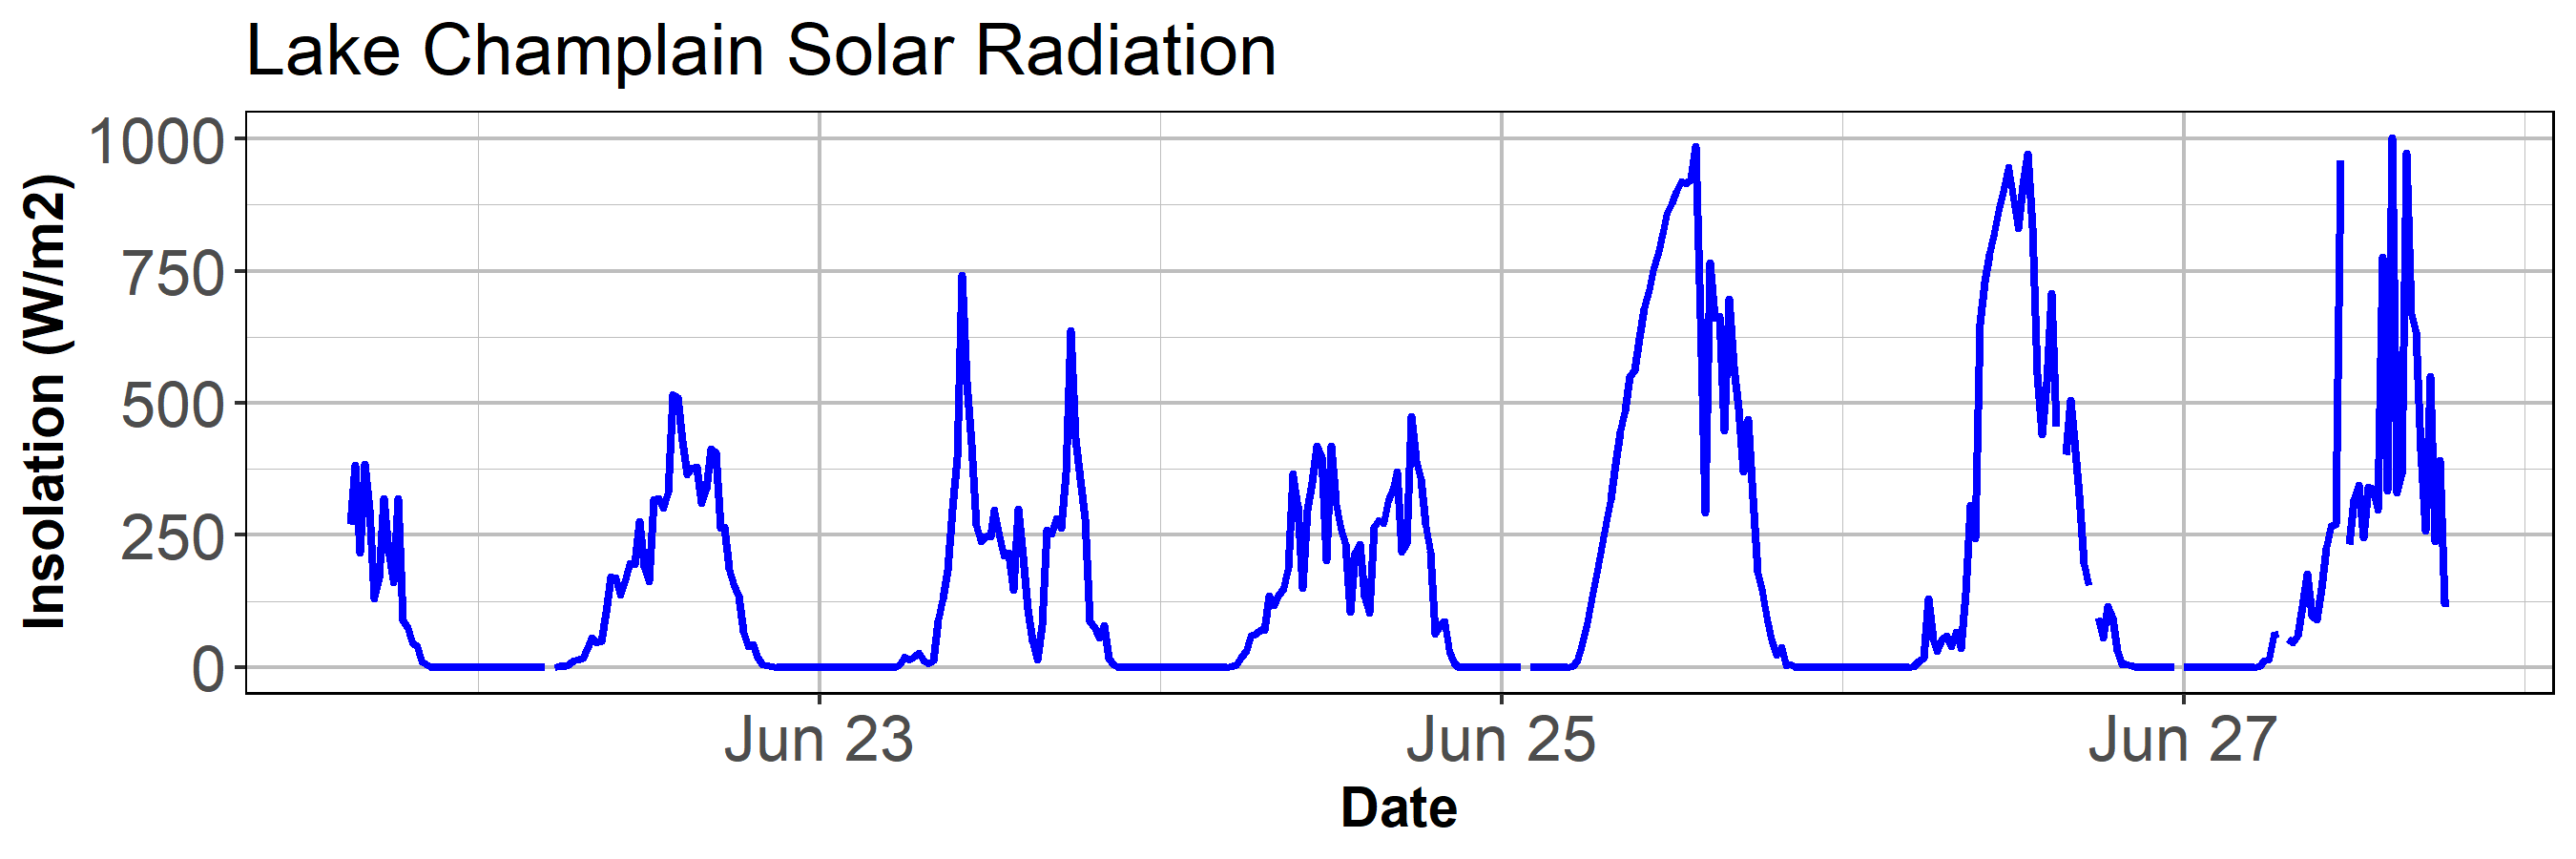 Lake Champlain Solar Radiation
Insolation (W/m2)
1000
750
500
250
0
Jun 23 Jun 25 Jun 27
Date